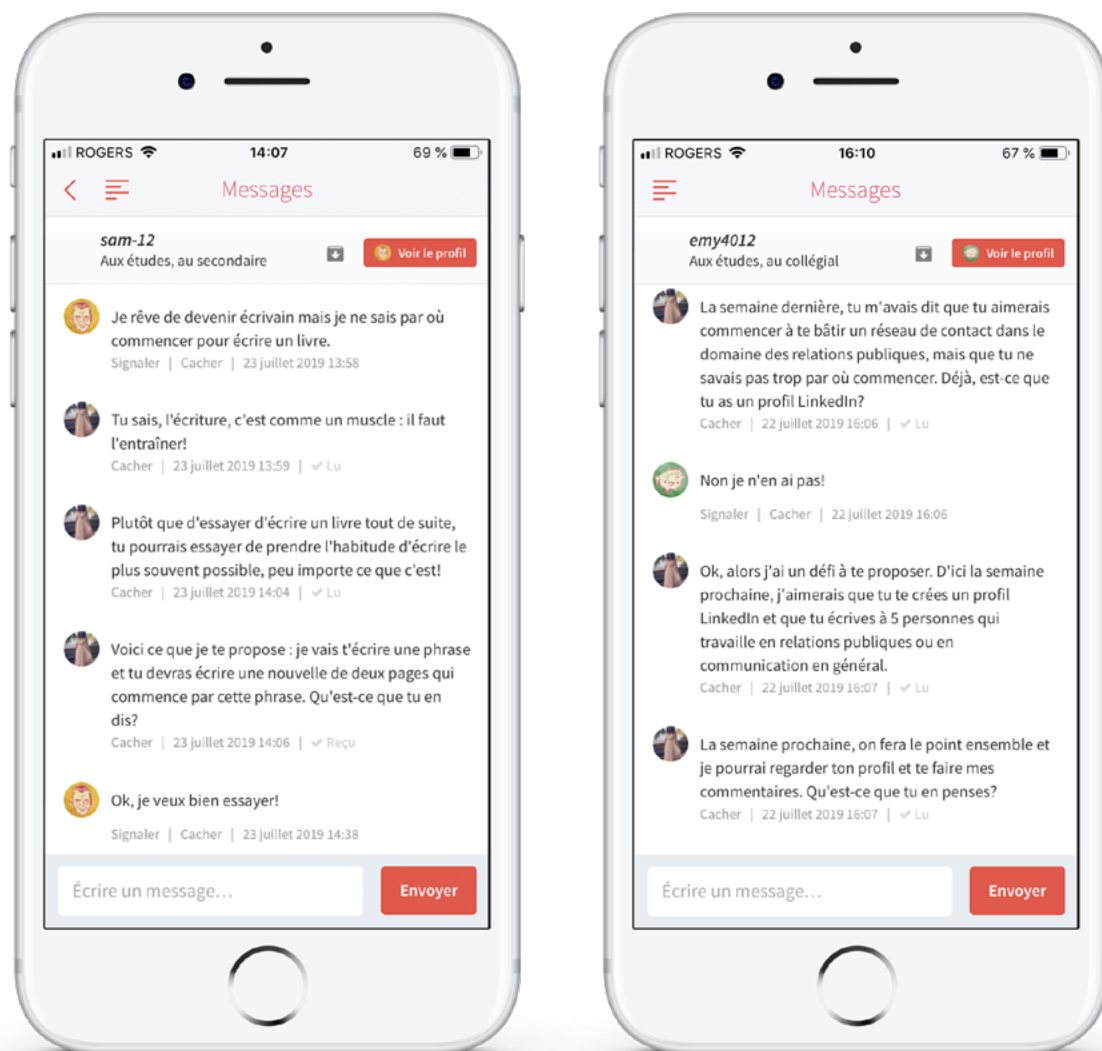 ROGERS 14:07 69 %
Messages
sam-12
Aux études, au secondaire
Voir le profil
Je rêve de devenir écrivain mais je ne sais par où
commencer pour écrire un livre.
Signaler | Cacher | 23 juillet 2019 13:58
Tu sais, l'écriture, c'est comme un muscle : il faut
l'entraîner!
Cacher | 23 juillet 2019 13:59 | ✓ Lu
Plutôt que d'essayer d'écrire un livre tout de suite,
tu pourrais essayer de prendre l'habitude d'écrire le
plus souvent possible, peu importe ce que c'est!
Cacher | 23 juillet 2019 14:04 | ✓ Lu
Voici ce que je te propose : je vais t'écrire une phrase
et tu devras écrire une nouvelle de deux pages qui
commence par cette phrase. Qu'est-ce que tu en
dis?
Cacher | 23 juillet 2019 14:06 | ✓ Reçu
Ok, je veux bien essayer!
Signaler | Cacher | 23 juillet 2019 14:38
Écrire un message...
Envoyer
ROGERS 16:10 67 %
Messages
emy4012
Aux études, au collégial
Voir le profil
La semaine dernière, tu m'avais dit que tu aimerais
commencer à te bâtir un réseau de contact dans le
domaine des relations publiques, mais que tu ne
savais pas trop par où commencer. Déjà, est-ce que
tu as un profil LinkedIn?
Cacher | 22 juillet 2019 16:06 | ✓ Lu
Non je n'en ai pas!
Signaler | Cacher | 22 juillet 2019 16:06
Ok, alors j'ai un défi à te proposer. D'ici la semaine
prochaine, j'aimerais que tu te crées un profil
LinkedIn et que tu écrives à 5 personnes qui
travaille en relations publiques ou en
communication en général.
Cacher | 22 juillet 2019 16:07 | ✓ Lu
La semaine prochaine, on fera le point ensemble et
je pourrai regarder ton profil et te faire mes
commentaires. Qu'est-ce que tu en penses?
Cacher | 22 juillet 2019 16:07 | ✓ Lu
Écrire un message...
Envoyer